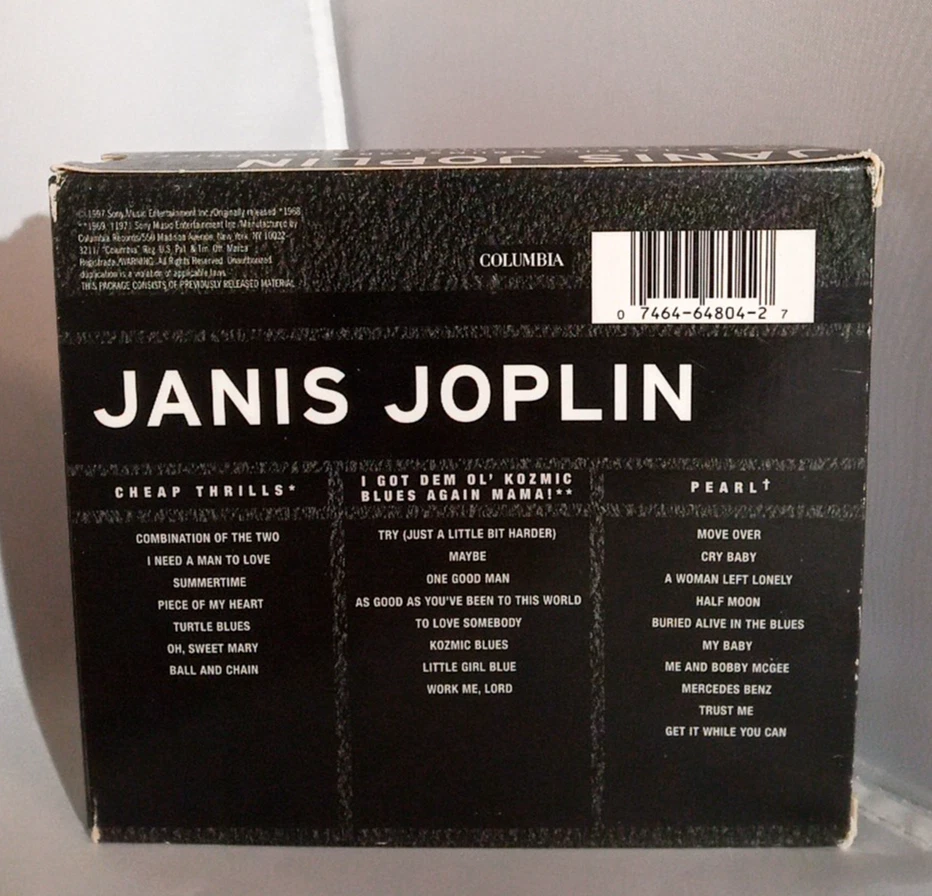 JANIS JOPLIN
© 1997 Sony Music Entertainment Inc./Originally released *1968
**1969, †1971 Sony Music Entertainment Inc./Manufactured by
Columbia Records/550 Madison Avenue, New York, NY 10022-
3211/ "Columbia" Reg. U.S. Pat. & Tm. Off. Marca
Registrada./WARNING: All Rights Reserved. Unauthorized
duplication is a violation of applicable laws.
THIS PACKAGE CONSISTS OF PREVIOUSLY RELEASED MATERIAL.
COLUMBIA
0 7464-64804-2 7
JANIS JOPLIN
CHEAP THRILLS*
COMBINATION OF THE TWO
I NEED A MAN TO LOVE
SUMMERTIME
PIECE OF MY HEART
TURTLE BLUES
OH, SWEET MARY
BALL AND CHAIN
I GOT DEM OL' KOZMIC
BLUES AGAIN MAMA!**
TRY (JUST A LITTLE BIT HARDER)
MAYBE
ONE GOOD MAN
AS GOOD AS YOU'VE BEEN TO THIS WORLD
TO LOVE SOMEBODY
KOZMIC BLUES
LITTLE GIRL BLUE
WORK ME, LORD
PEARL†
MOVE OVER
CRY BABY
A WOMAN LEFT LONELY
HALF MOON
BURIED ALIVE IN THE BLUES
MY BABY
ME AND BOBBY MCGEE
MERCEDES BENZ
TRUST ME
GET IT WHILE YOU CAN